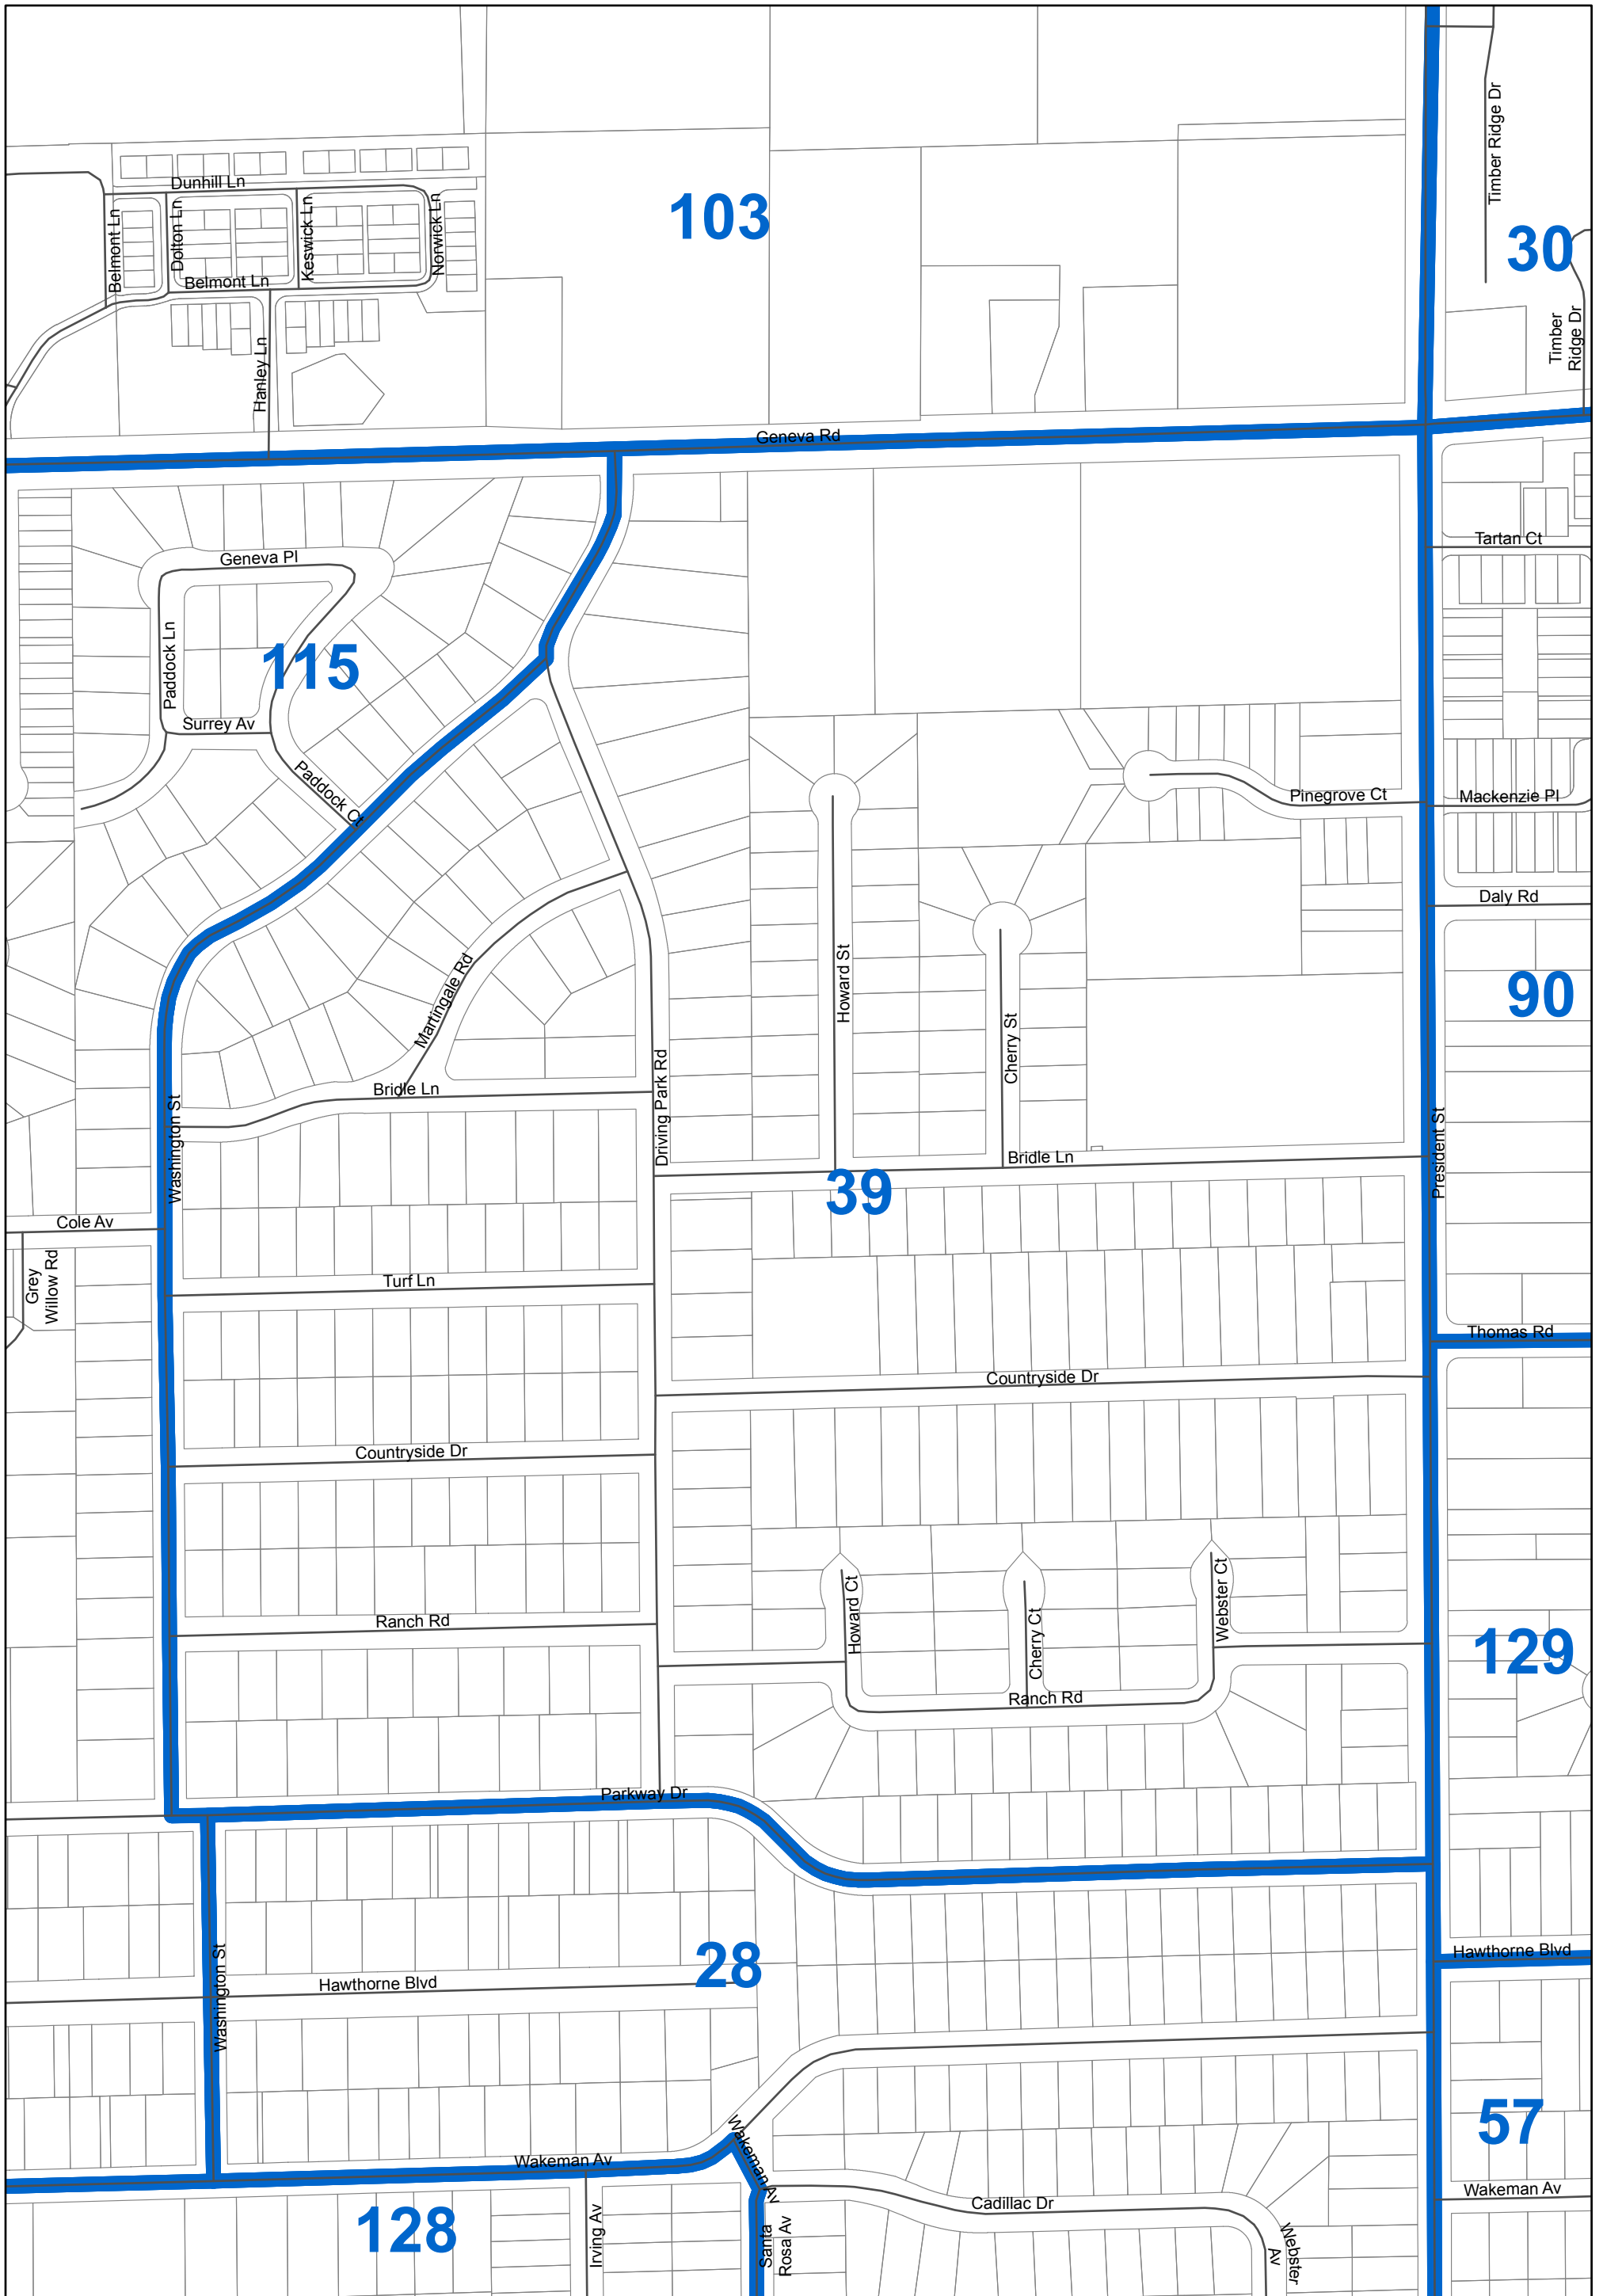 Timber Ridge Dr
Dunhill Ln
103
Belmont Ln
Dolton Ln
Keswick Ln
Norwick Ln
30
Belmont Ln
Timber
Ridge Dr
Hanley Ln
Geneva Rd
Tartan Ct
Geneva Pl
Paddock Ln
115
Surrey Av
Paddock Ct
Pinegrove Ct
Mackenzie Pl
Daly Rd
Howard St
90
Martingale Rd
Cherry St
Bridle Ln
Driving Park Rd
Washington St
President St
Bridle Ln
39
Cole Av
Grey
Willow Rd
Turf Ln
Thomas Rd
Countryside Dr
Countryside Dr
Ranch Rd
Howard Ct
Cherry Ct
Webster Ct
129
Ranch Rd
Parkway Dr
Washington St
28
Hawthorne Blvd
Hawthorne Blvd
57
Wakeman Av
Wakeman Av
Wakeman Av
Cadillac Dr
128
Irving Av
Santa
Rosa Av
Webster
Av